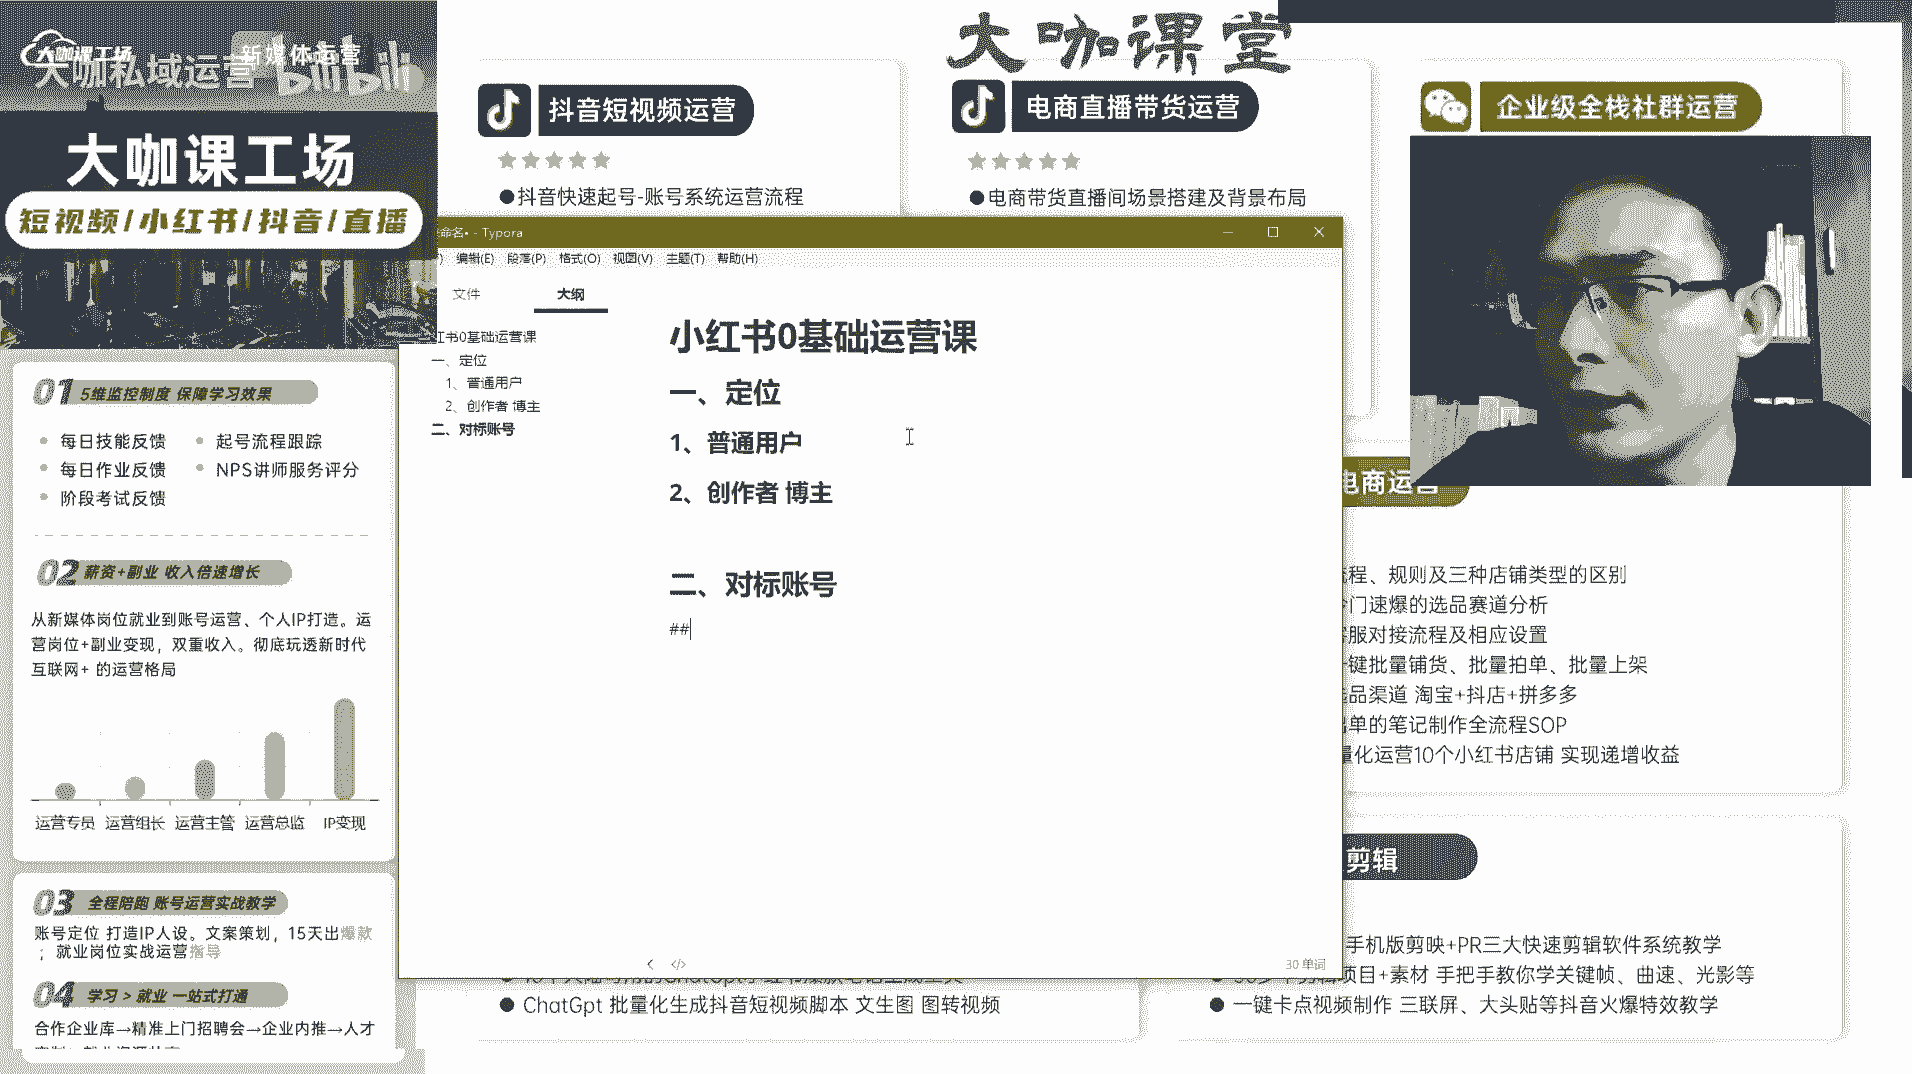 大咖课工场
大咖私域运营
新媒体运营
bilibili
大咖课工场
短视频/小红书/抖音/直播
01 5维监控制度 保障学习效果
每日技能反馈
起号流程跟踪
每日作业反馈
NPS讲师服务评分
阶段考试反馈
02 薪资+副业 收入倍速增长
从新媒体岗位就业到账号运营、个人IP打造。运
营岗位+副业变现，双重收入。彻底玩透新时代
互联网+ 的运营格局
运营专员 运营组长 运营主管 运营总监 IP变现
03 全程陪跑 账号运营实战教学
账号定位 打造IP人设。文案策划，15天出爆款
；就业岗位实战运营指导
04 学习 > 就业 一站式打通
合作企业库→精准上门招聘会→企业内推→人才
大咖课堂
抖音短视频运营
●抖音快速起号-账号系统运营流程
电商直播带货运营
●电商带货直播间场景搭建及背景布局
企业级全栈社群运营
命名• - Typora
编辑(E) 段落(P) 格式(O) 视图(V) 主题(T) 帮助(H)
文件 大纲
红书0基础运营课
一、定位
1、普通用户
2、创作者 博主
二、对标账号
小红书0基础运营课
一、定位
1、普通用户
2、创作者 博主
二、对标账号
##
30 单词
电商运营
流程、规则及三种店铺类型的区别
冷门速爆的选品赛道分析
客服对接流程及相应设置
一键批量铺货、批量拍单、批量上架
选品渠道 淘宝+抖店+拼多多
出单的笔记制作全流程SOP
量化运营10个小红书店铺 实现递增收益
● ChatGpt 批量化生成抖音短视频脚本 文生图 图转视频
剪辑
手机版剪映+PR三大快速剪辑软件系统教学
项目+素材 手把手教你学关键帧、曲速、光影等
● 一键卡点视频制作 三联屏、大头贴等抖音火爆特效教学